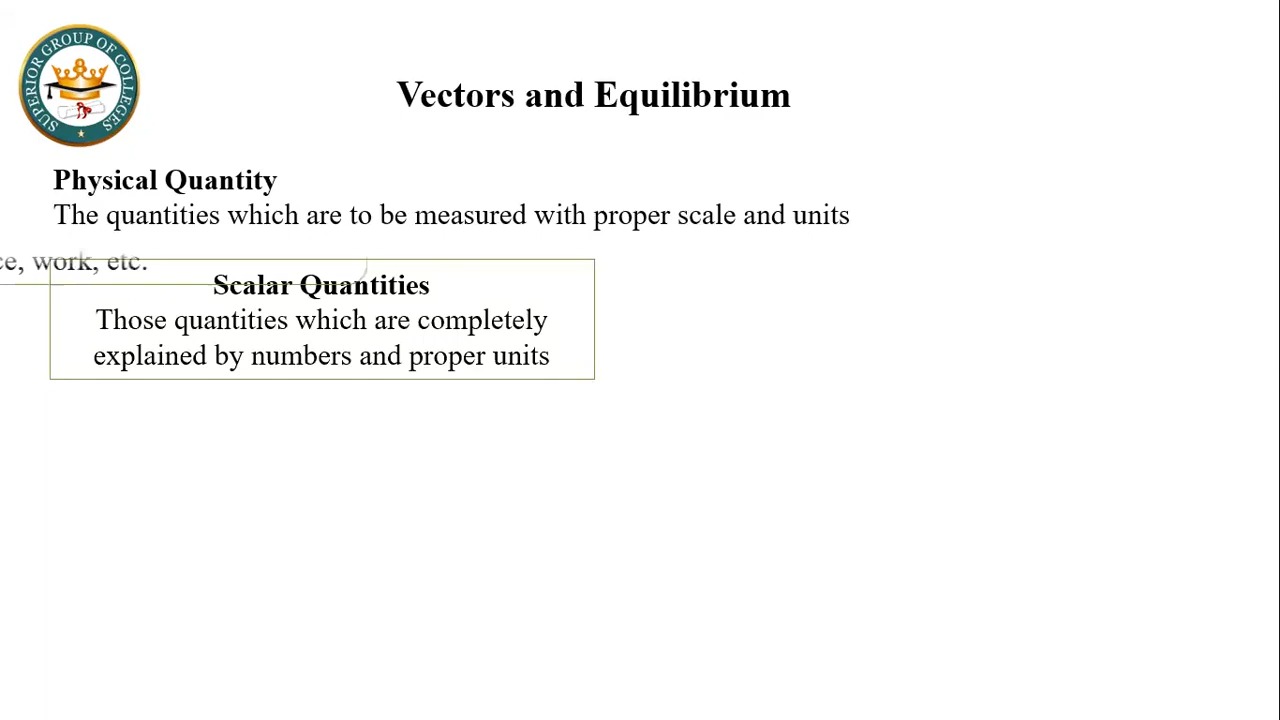 SUPERIOR GROUP OF COLLEGES
Vectors and Equilibrium
Physical Quantity
The quantities which are to be measured with proper scale and units
work, etc.
Scalar Quantities
Those quantities which are completely
explained by numbers and proper units